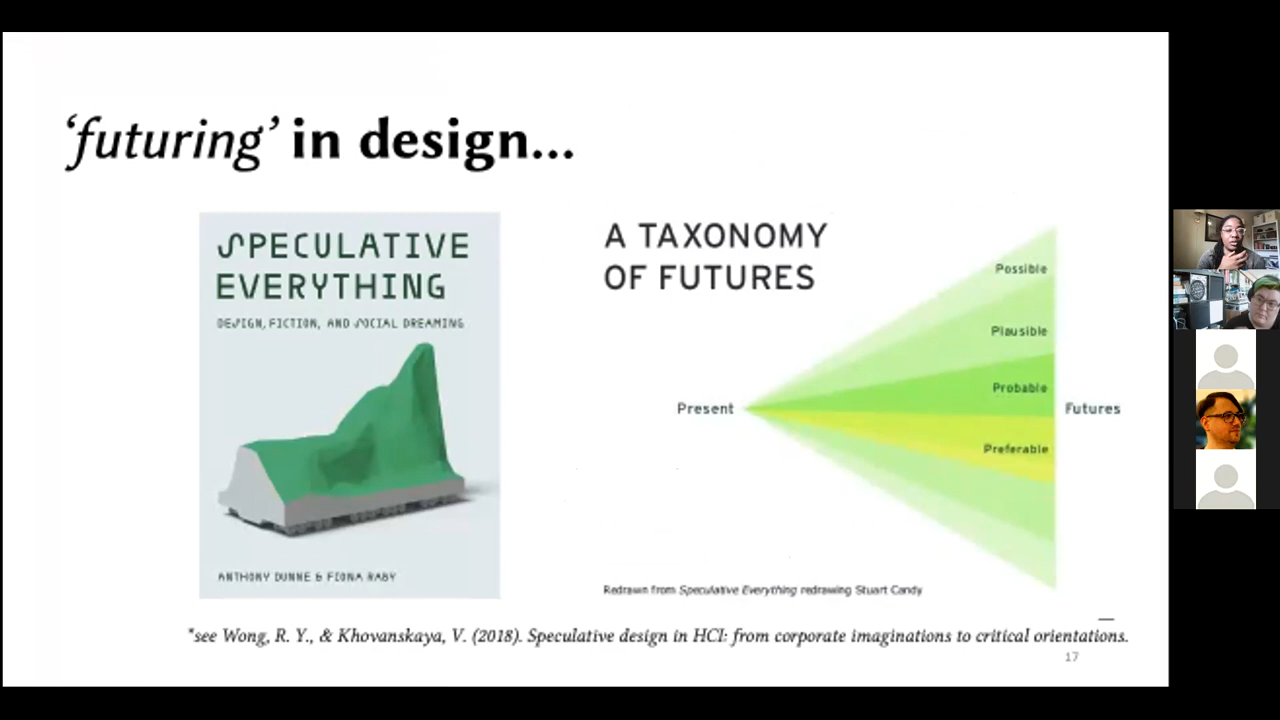 ‘futuring’ in design...
SPECULATIVE
EVERYTHING
DESIGN, FICTION, AND SOCIAL DREAMING
ANTHONY DUNNE & FIONA RABY
A TAXONOMY
OF FUTURES
Possible
Plausible
Probable
Present
Futures
Preferable
Redrawn from Speculative Everything redrawing Stuart Candy
*see Wong, R. Y., & Khovanskaya, V. (2018). Speculative design in HCI: from corporate imaginations to critical orientations.
17